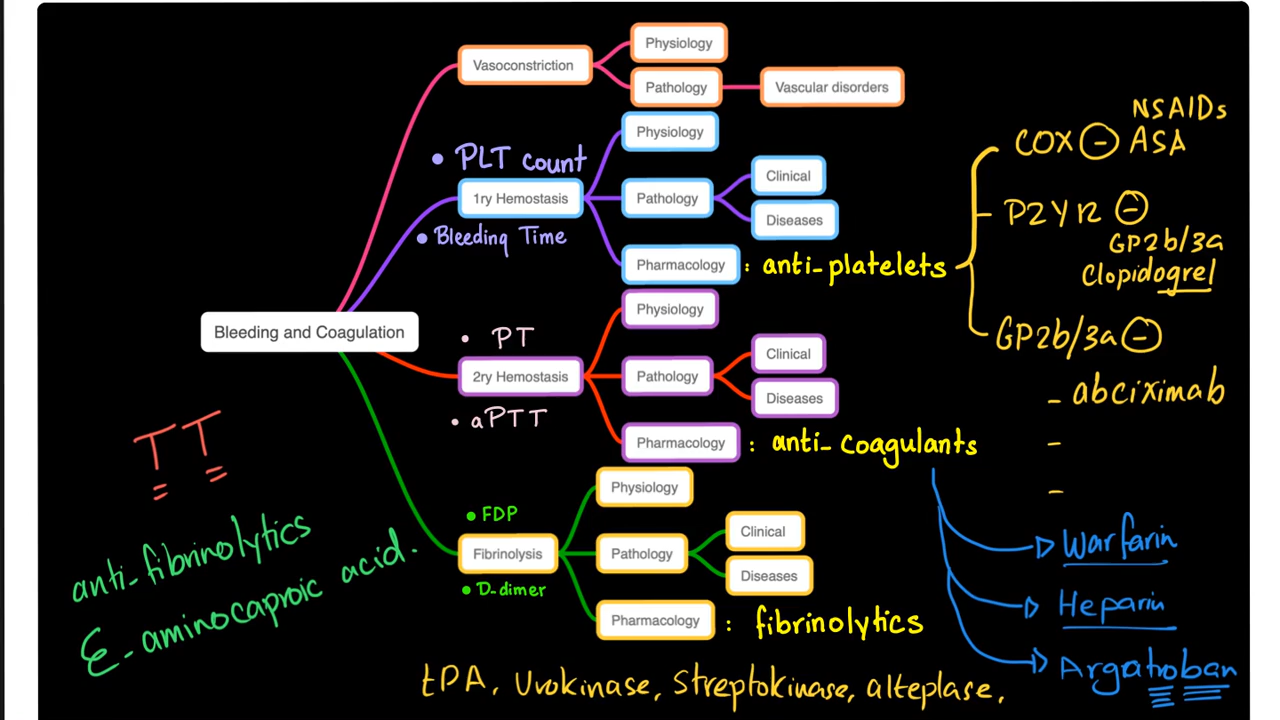 Bleeding and Coagulation
Vasoconstriction
Physiology
Pathology
Vascular disorders
• PLT count
1ry Hemostasis
• Bleeding Time
Physiology
Pathology
Clinical
Diseases
Pharmacology : anti-platelets
COX ⊖ NSAIDs
ASA
P2Y12 ⊖
GP2b/3a
Clopidogrel
GP2b/3a ⊖
- abciximab
-
-
• PT
2ry Hemostasis
• aPTT
Physiology
Pathology
Clinical
Diseases
Pharmacology : anti-coagulants
Warfarin
Heparin
Argatroban
• FDP
Fibrinolysis
• D-dimer
Physiology
Pathology
Clinical
Diseases
Pharmacology : fibrinolytics
tPA, Urokinase, Streptokinase, alteplase,
TT
anti-fibrinolytics
Ɛ-aminocaproic acid.